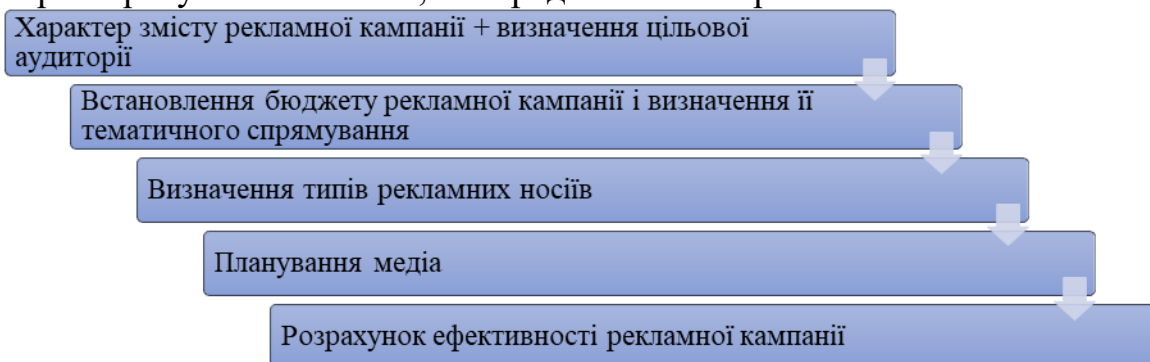 Характер змісту рекламної кампанії + визначення цільової
аудиторії
Встановлення бюджету рекламної кампанії і визначення її
тематичного спрямування
Визначення типів рекламних носіїв
Планування медіа
Розрахунок ефективності рекламної кампанії